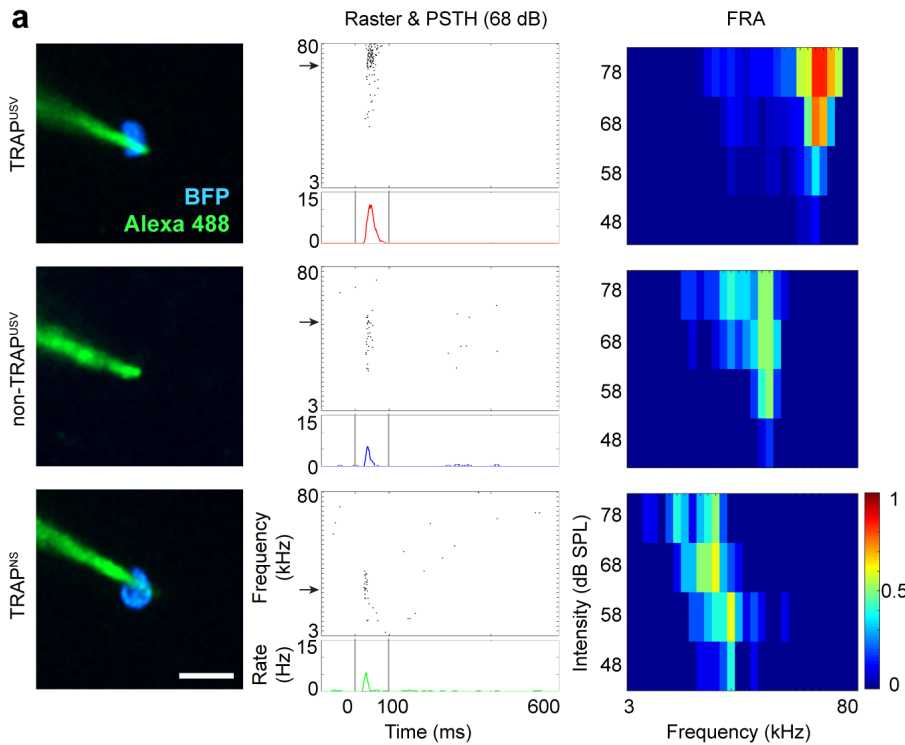 a
Raster & PSTH (68 dB)
FRA
TRAPᵁˢⱽ
BFP
Alexa 488
80
3
15
0
78
68
58
48
non-TRAPᵁˢⱽ
80
3
15
0
78
68
58
48
TRAPᴺˢ
80
Frequency
(kHz)
3
Rate
(Hz)
15
0
0 100 600
Time (ms)
Intensity (dB SPL)
78
68
58
48
3 80
Frequency (kHz)
1
0.5
0